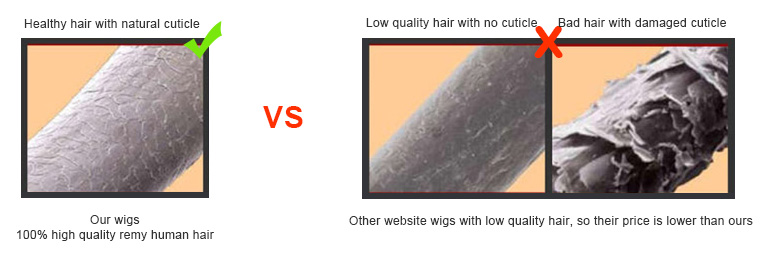 Healthy hair with natural cuticle
Low quality hair with no cuticle
Bad hair with damaged cuticle
VS
Our wigs
100% high quality remy human hair
Other website wigs with low quality hair, so their price is lower than ours